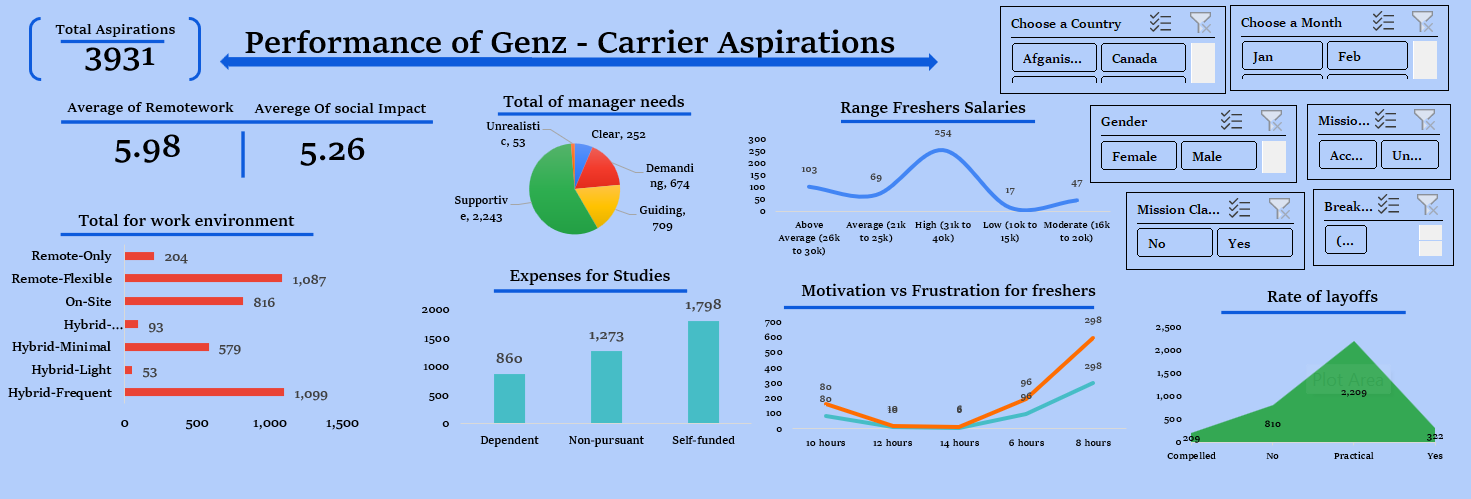 Total Aspirations
3931
Performance of Genz - Carrier Aspirations
Choose a Country
Afganis...
Canada
Choose a Month
Jan
Feb
Average of Remotework
Averege Of social Impact
5.98
5.26
Total of manager needs
Unrealisti
c, 53
Clear, 252
Demandi
ng, 674
Supportiv
e, 2,243
Guiding,
709
Range Freshers Salaries
300
250
200
150
100
50
0
103
69
254
17
47
Above
Average (26k
to 30k)
Average (21k
to 25k)
High (31k to
40k)
Low (10k to
15k)
Moderate (16k
to 20k)
Gender
Female
Male
Missio...
Acc...
Un...
Mission Cla...
No
Yes
Break...
(...
Total for work environment
Remote-Only
204
Remote-Flexible
1,087
On-Site
816
Hybrid-...
93
Hybrid-Minimal
579
Hybrid-Light
53
Hybrid-Frequent
1,099
0
500
1,000
1,500
Expenses for Studies
2000
1500
1000
500
0
860
1,273
1,798
Dependent
Non-pursuant
Self-funded
Motivation vs Frustration for freshers
700
600
500
400
300
200
100
0
80
80
10
6
96
96
298
298
10 hours
12 hours
14 hours
6 hours
8 hours
Rate of layoffs
2,500
2,000
1,500
1,000
500
0
209
810
Plot Area
2,209
322
Compelled
No
Practical
Yes